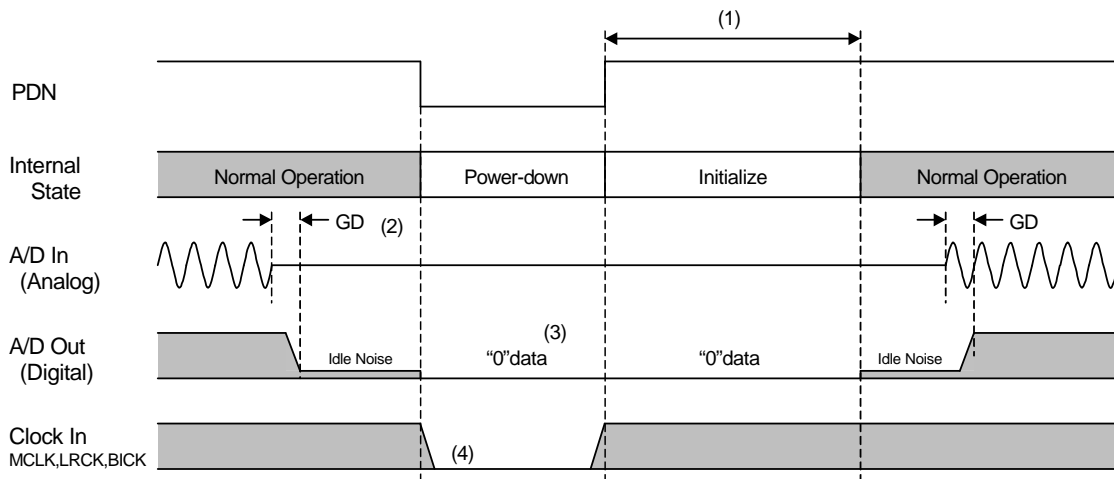 (1)
PDN
Internal
State
Normal Operation
Power-down
Initialize
Normal Operation
GD
(2)
GD
A/D In
(Analog)
A/D Out
(Digital)
Idle Noise
(3)
“0”data
“0”data
Idle Noise
Clock In
MCLK,LRCK,BICK
(4)